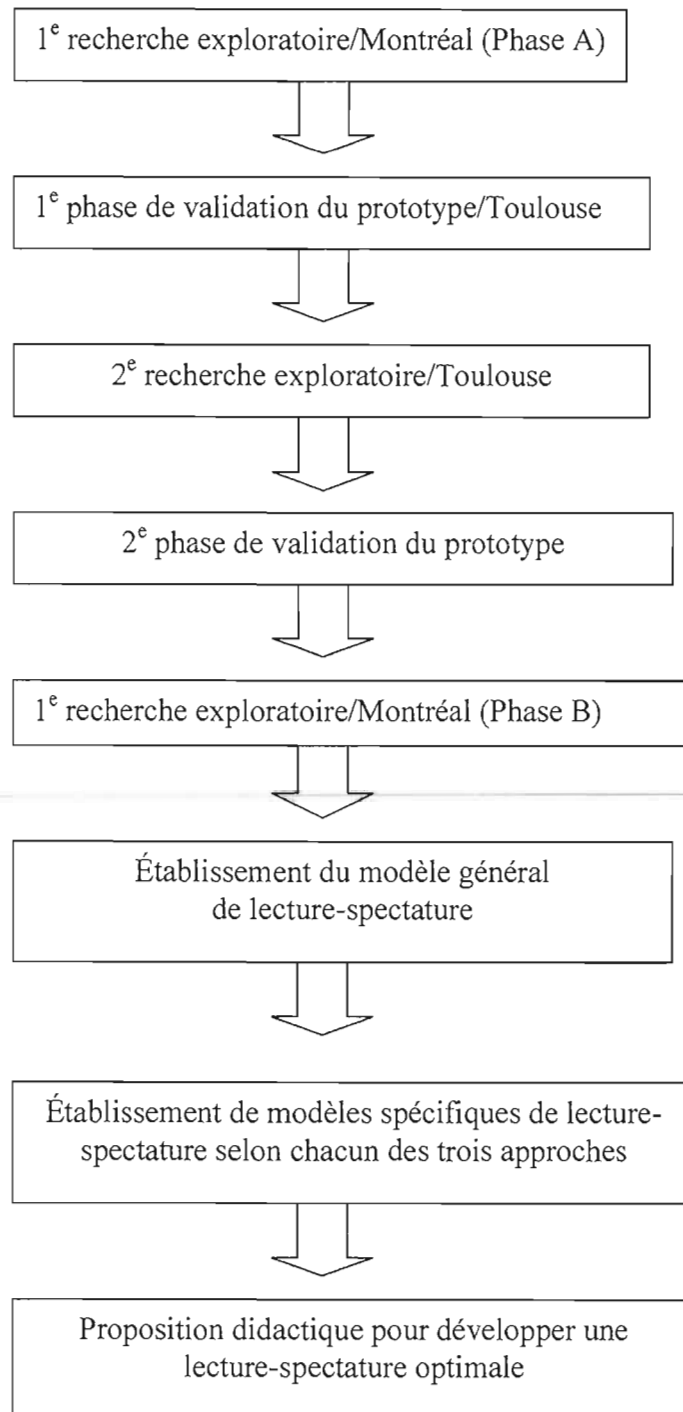 1e recherche exploratoire/Montréal (Phase A)
1e phase de validation du prototype/Toulouse
2e recherche exploratoire/Toulouse
2e phase de validation du prototype
1e recherche exploratoire/Montréal (Phase B)
Établissement du modèle général
de lecture-spectature
Établissement de modèles spécifiques de lecture-
spectature selon chacun des trois approches
Proposition didactique pour développer une
lecture-spectature optimale